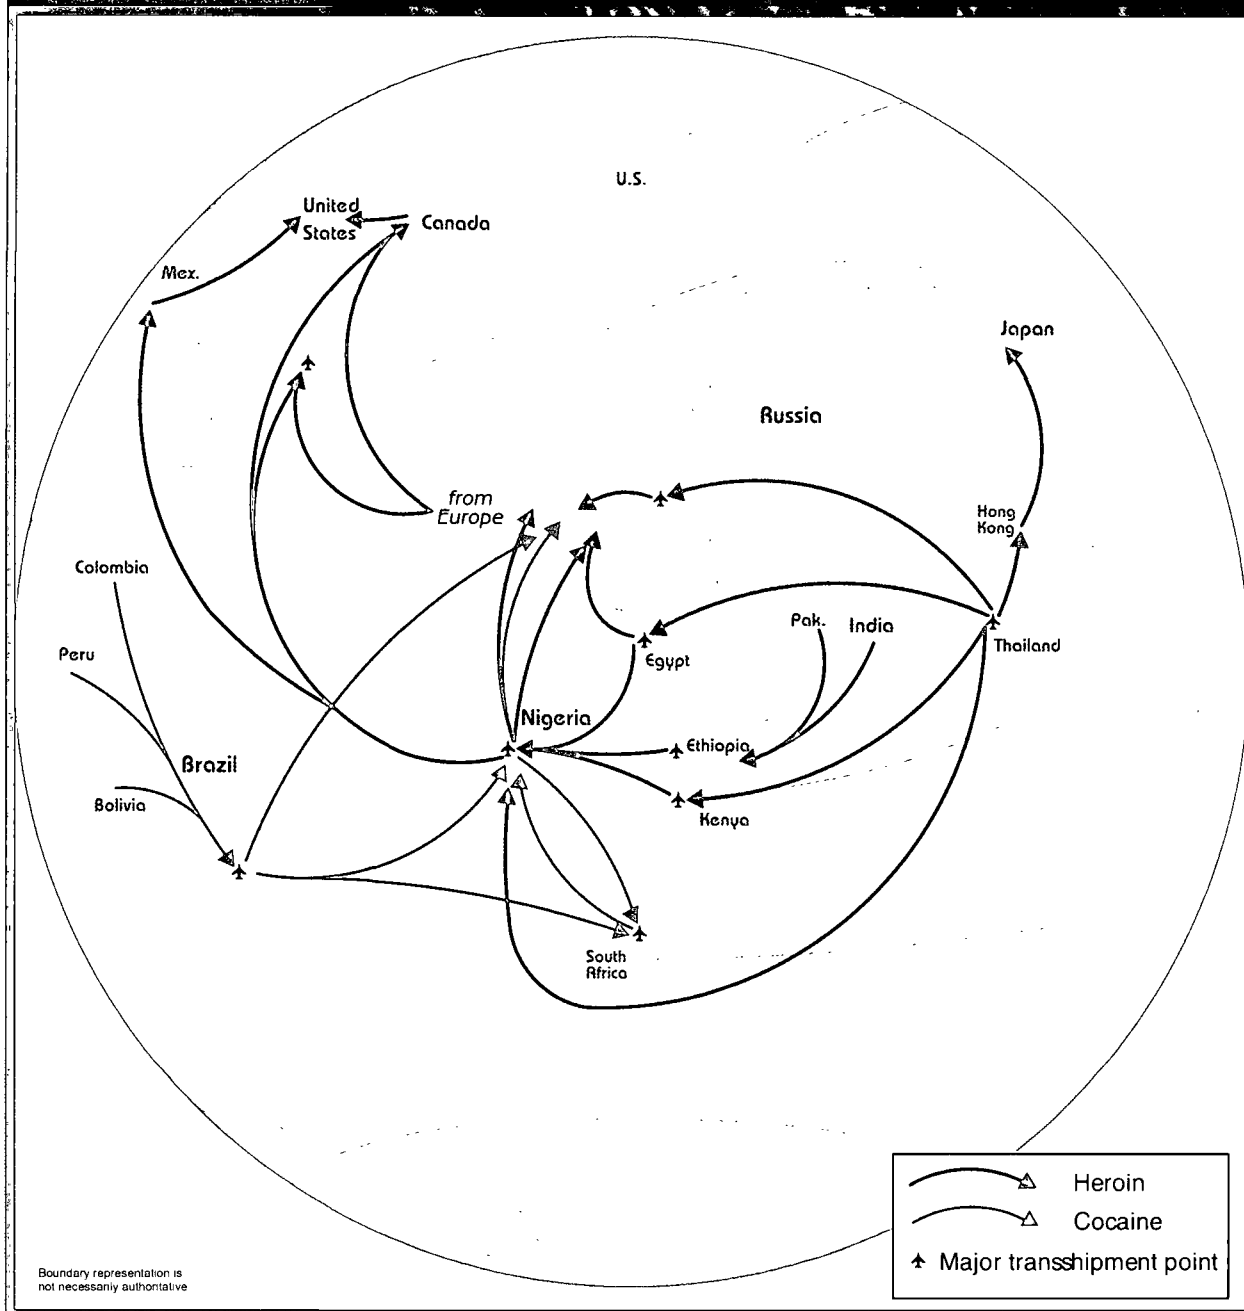 U.S.
United
States
Canada
Mex.
Japan
Russia
from
Europe
Hong
Kong
Colombia
Pak.
India
Thailand
Peru
Egypt
Nigeria
Ethiopia
Brazil
Bolivia
Kenya
South
Africa
Heroin
Cocaine
Major transshipment point
Boundary representation is
not necessarily authoritative